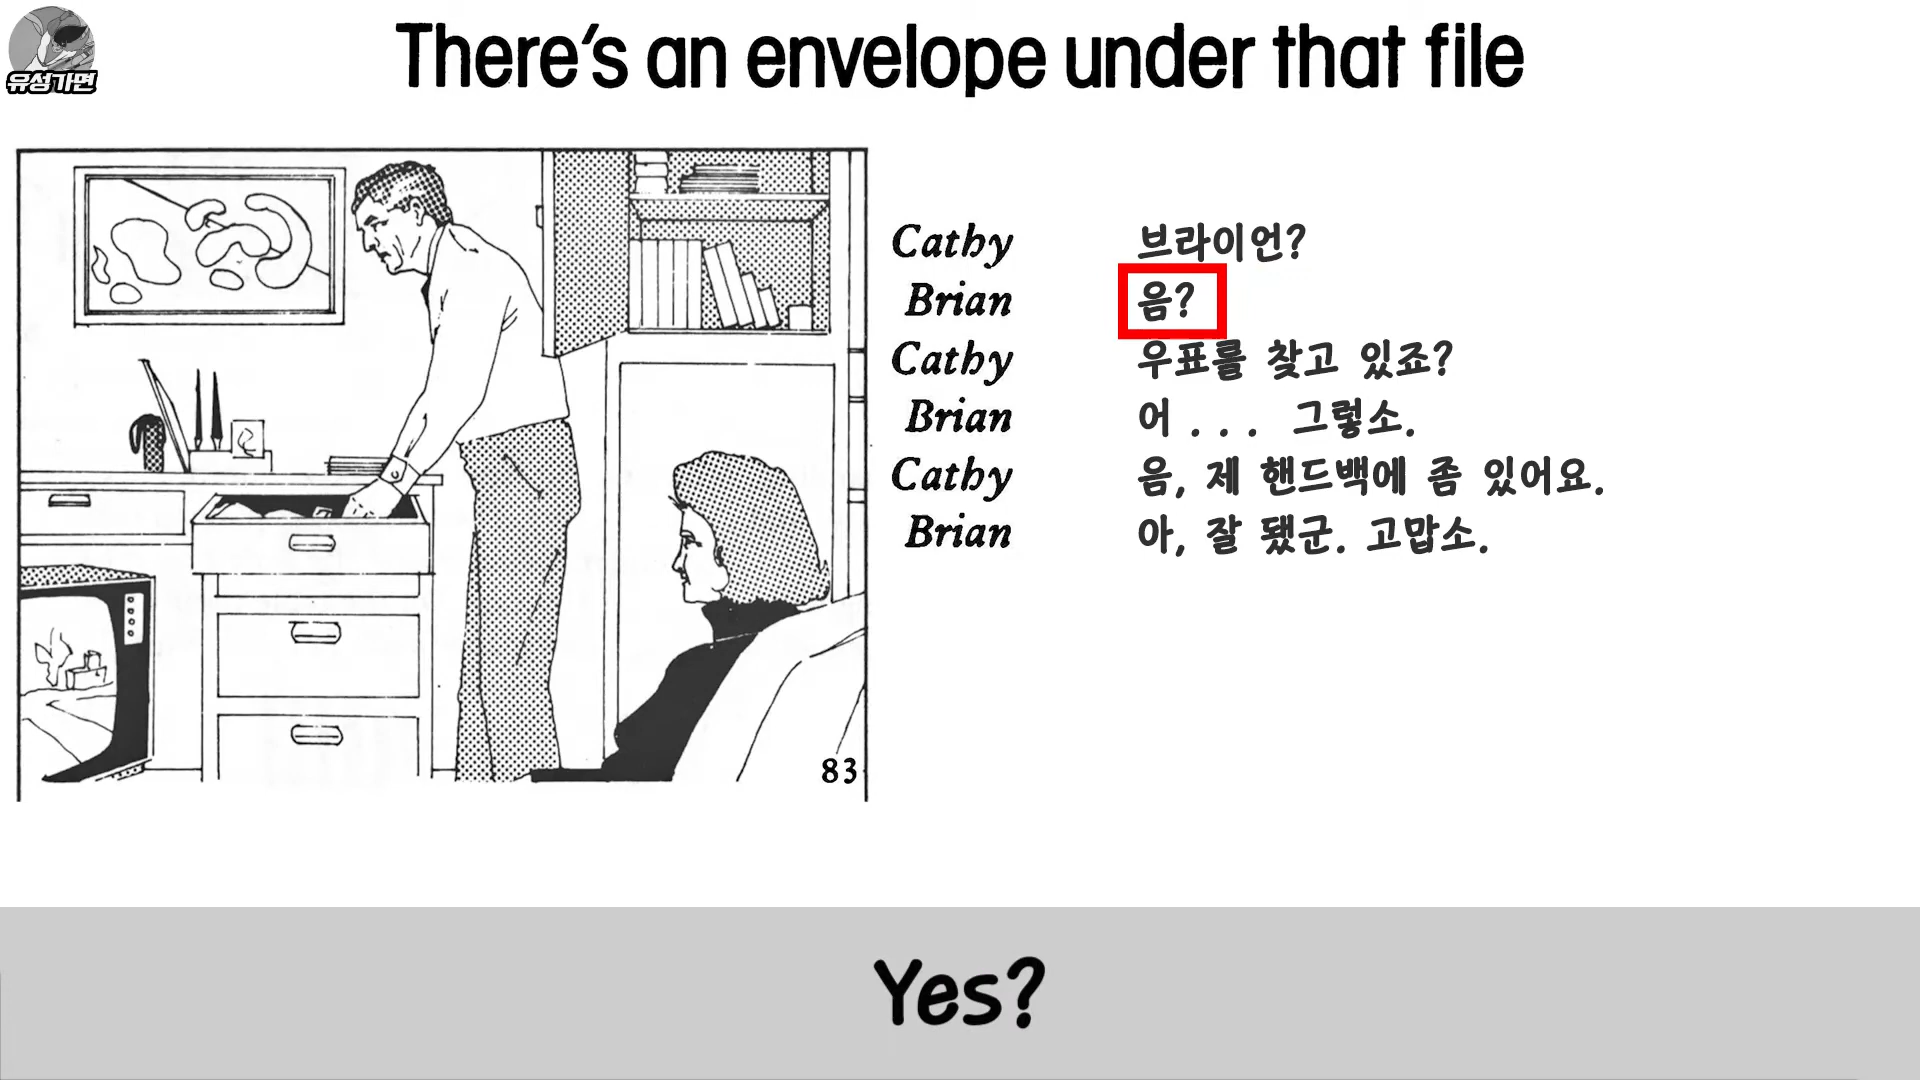 유성가면
There's an envelope under that file
Cathy 브라이언?
Brian 음?
Cathy 우표를 찾고 있죠?
Brian 어 . . . 그렇소.
Cathy 음, 제 핸드백에 좀 있어요.
Brian 아, 잘 됐군. 고맙소.
83
Yes?